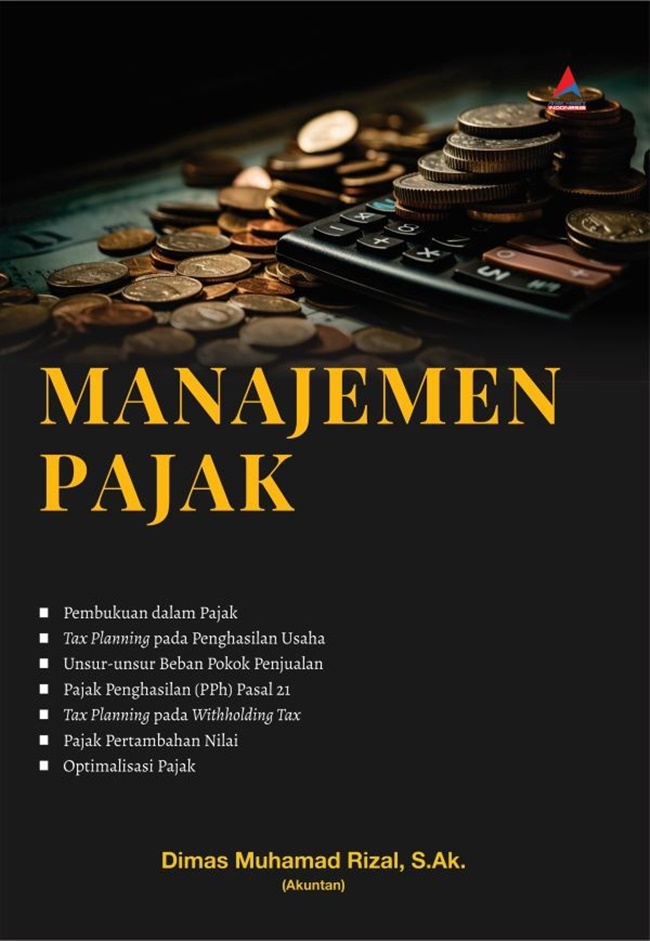 INDONESIA
MANAJEMEN
PAJAK
Pembukuan dalam Pajak
Tax Planning pada Penghasilan Usaha
Unsur-unsur Beban Pokok Penjualan
Pajak Penghasilan (PPh) Pasal 21
Tax Planning pada Withholding Tax
Pajak Pertambahan Nilai
Optimalisasi Pajak
Dimas Muhamad Rizal, S.Ak.
(Akuntan)